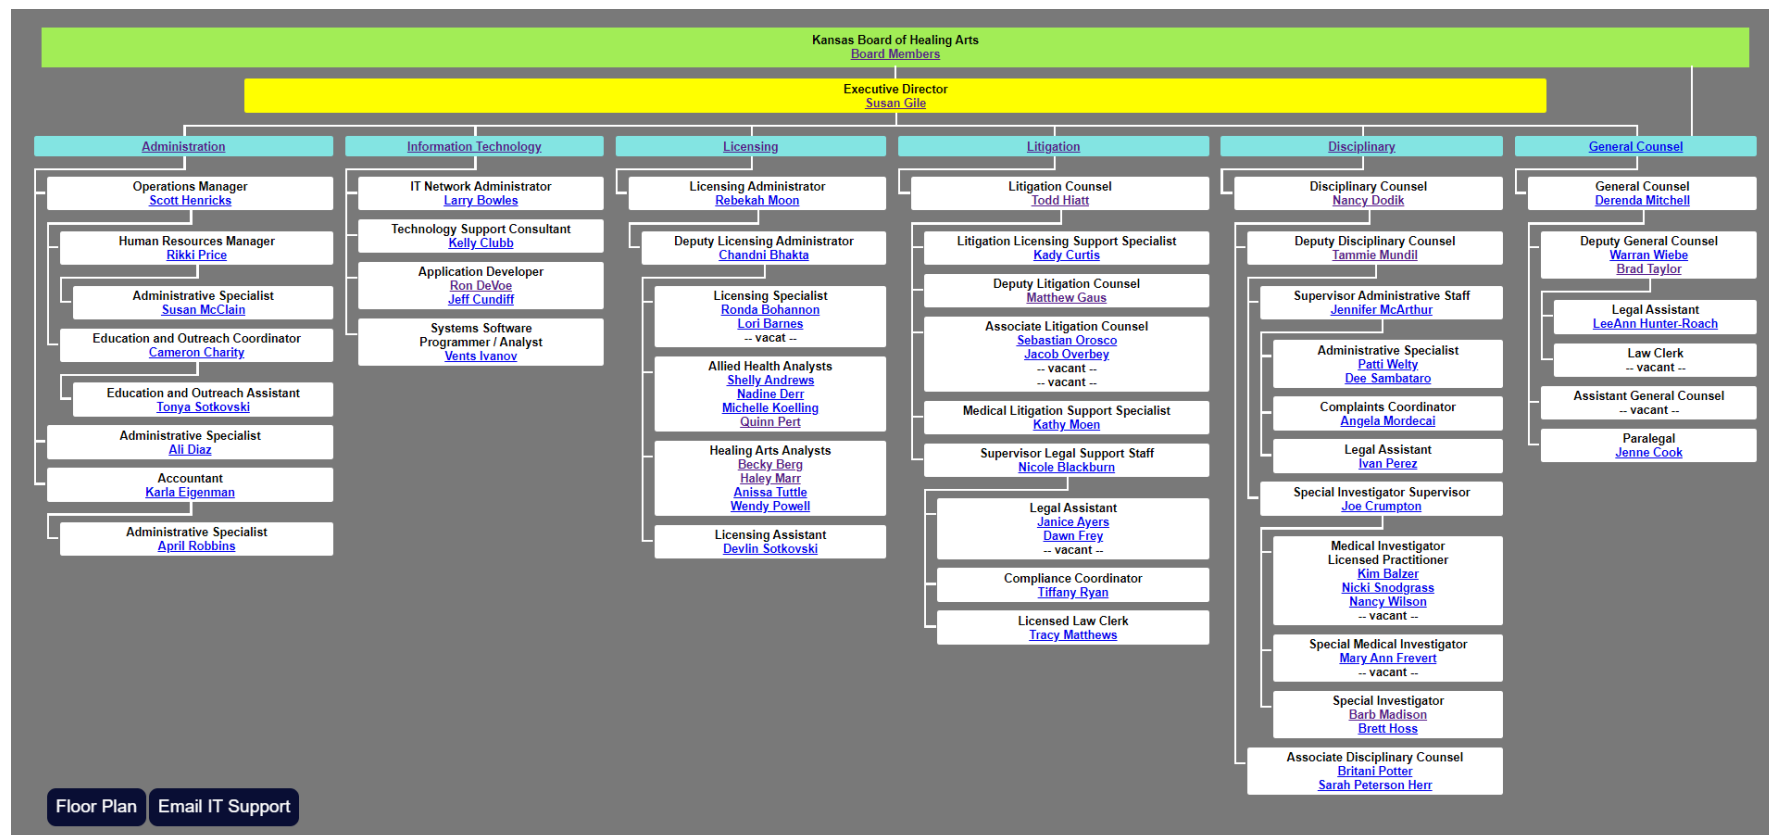 Kansas Board of Healing Arts
Board Members
Executive Director
Susan Gile
Administration
Operations Manager
Scott Henricks
Human Resources Manager
Rikki Price
Administrative Specialist
Susan McClain
Education and Outreach Coordinator
Cameron Charity
Education and Outreach Assistant
Tonya Sotkovski
Administrative Specialist
Ali Diaz
Accountant
Karla Eigenman
Administrative Specialist
April Robbins
Information Technology
IT Network Administrator
Larry Bowles
Technology Support Consultant
Kelly Clubb
Application Developer
Ron DeVoe
Jeff Cundiff
Systems Software
Programmer / Analyst
Vents Ivanov
Licensing
Licensing Administrator
Rebekah Moon
Deputy Licensing Administrator
Chandni Bhakta
Licensing Specialist
Ronda Bohannon
Lori Barnes
-- vacat --
Allied Health Analysts
Shelly Andrews
Nadine Derr
Michelle Koelling
Quinn Pert
Healing Arts Analysts
Becky Berg
Haley Marr
Anissa Tuttle
Wendy Powell
Licensing Assistant
Devlin Sotkovski
Litigation
Litigation Counsel
Todd Hiatt
Litigation Licensing Support Specialist
Kady Curtis
Deputy Litigation Counsel
Matthew Gaus
Associate Litigation Counsel
Sebastian Orosco
Jacob Overbey
-- vacant --
-- vacant --
Medical Litigation Support Specialist
Kathy Moen
Supervisor Legal Support Staff
Nicole Blackburn
Legal Assistant
Janice Ayers
Dawn Frey
-- vacant --
Compliance Coordinator
Tiffany Ryan
Licensed Law Clerk
Tracy Matthews
Disciplinary
Disciplinary Counsel
Nancy Dodik
Deputy Disciplinary Counsel
Tammie Mundil
Supervisor Administrative Staff
Jennifer McArthur
Administrative Specialist
Patti Welty
Dee Sambataro
Complaints Coordinator
Angela Mordecai
Legal Assistant
Ivan Perez
Special Investigator Supervisor
Joe Crumpton
Medical Investigator
Licensed Practitioner
Kim Balzer
Nicki Snodgrass
Nancy Wilson
-- vacant --
Special Medical Investigator
Mary Ann Frevert
-- vacant --
Special Investigator
Barb Madison
Brett Hoss
Associate Disciplinary Counsel
Britani Potter
Sarah Peterson Herr
General Counsel
General Counsel
Derenda Mitchell
Deputy General Counsel
Warran Wiebe
Brad Taylor
Legal Assistant
LeeAnn Hunter-Roach
Law Clerk
-- vacant --
Assistant General Counsel
-- vacant --
Paralegal
Jenne Cook
Floor Plan
Email IT Support